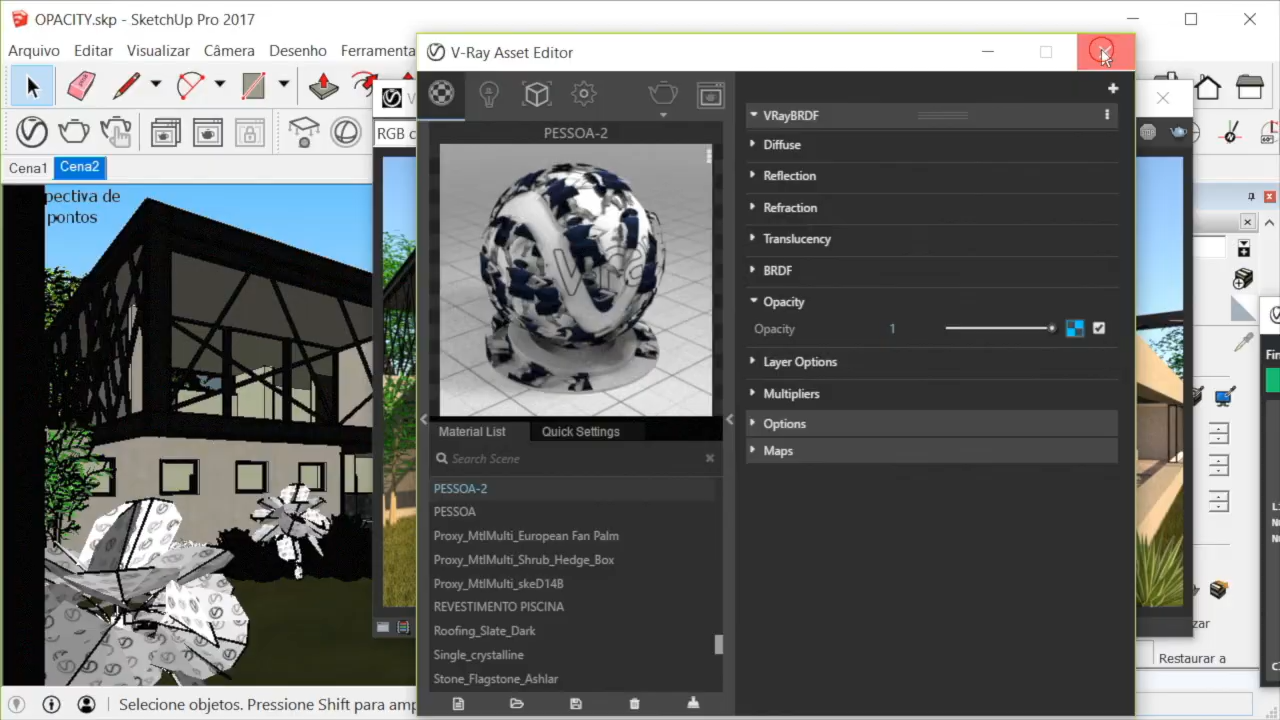 OPACITY.skp - SketchUp Pro 2017
Arquivo Editar Visualizar Câmera Desenho Ferramenta
V-Ray Asset Editor
RGB c
Cena1 Cena2
pectiva de
pontos
PESSOA-2
VRayBRDF
Diffuse
Reflection
Refraction
Translucency
BRDF
Opacity
Opacity 1
Layer Options
Multipliers
Options
Maps
Material List Quick Settings
Search Scene
PESSOA-2
PESSOA
Proxy_MtlMulti_European Fan Palm
Proxy_MtlMulti_Shrub_Hedge_Box
Proxy_MtlMulti_skeD14B
REVESTIMENTO PISCINA
Roofing_Slate_Dark
Single_crystalline
Stone_Flagstone_Ashlar
Fin
zar
Restaurar a
Selecione objetos. Pressione Shift para amp